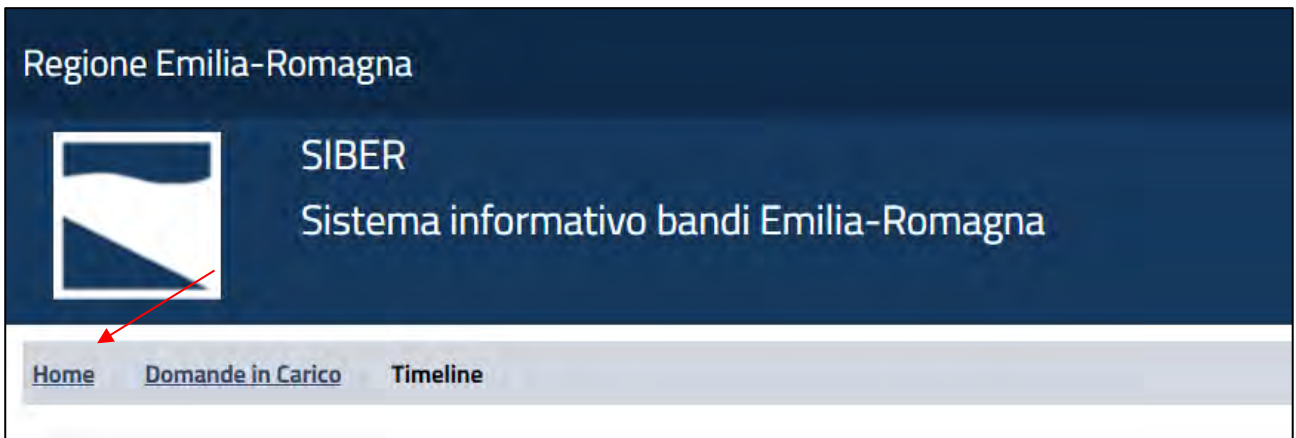 Regione Emilia-Romagna
SIBER
Sistema informativo bandi Emilia-Romagna
Home Domande in Carico Timeline